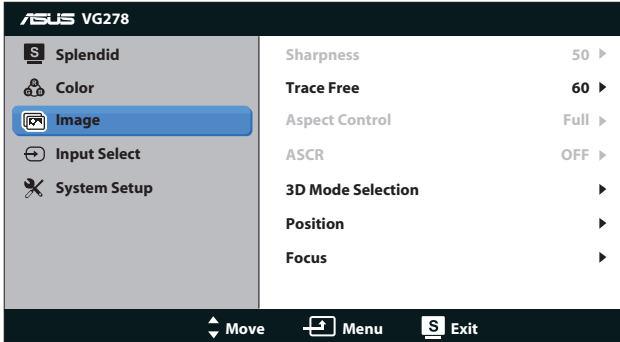 ASUS VG278
S Splendid
Color
Image
Input Select
System Setup
Sharpness 50
Trace Free 60
Aspect Control Full
ASCR OFF
3D Mode Selection
Position
Focus
Move Menu S Exit